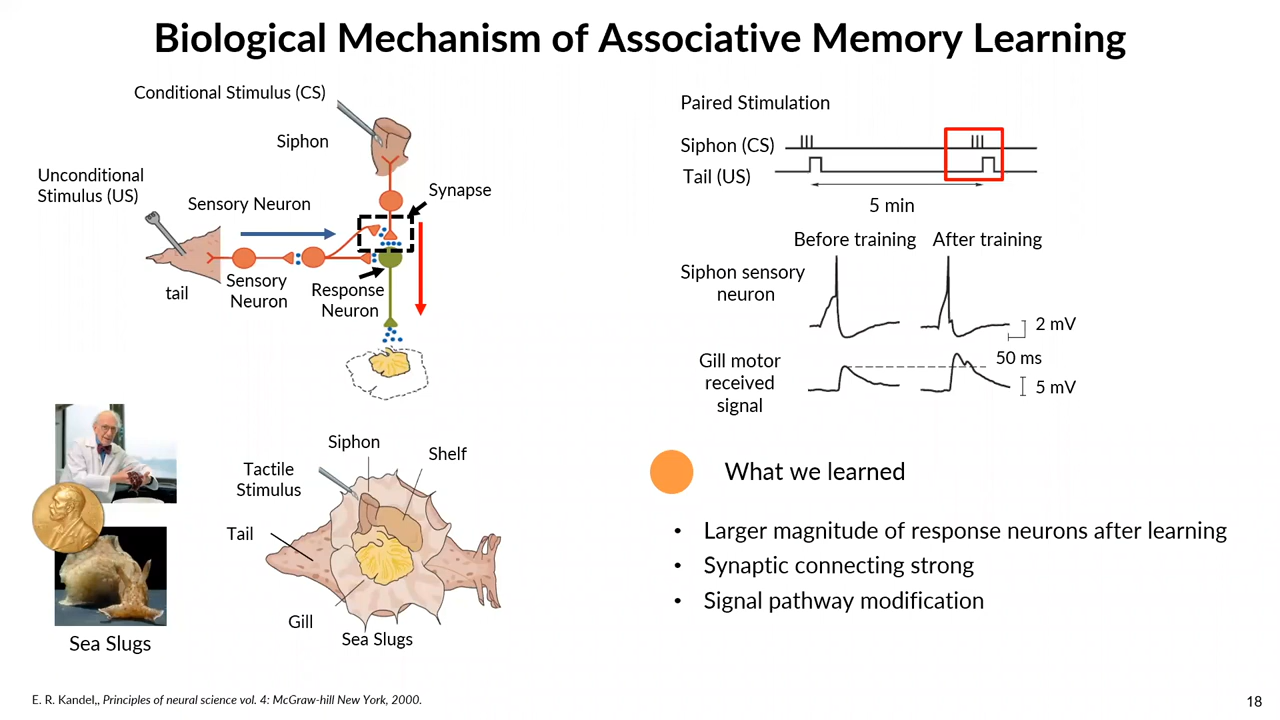 Biological Mechanism of Associative Memory Learning
Conditional Stimulus (CS)
Siphon
Unconditional
Stimulus (US)
Sensory Neuron
Synapse
tail
Sensory
Neuron
Response
Neuron
Paired Stimulation
Siphon (CS)
Tail (US)
5 min
Before training
After training
Siphon sensory
neuron
2 mV
50 ms
Gill motor
received
signal
5 mV
Siphon
Shelf
Tactile
Stimulus
Tail
Gill
Sea Slugs
Sea Slugs
What we learned
• Larger magnitude of response neurons after learning
• Synaptic connecting strong
• Signal pathway modification
E. R. Kandel,, Principles of neural science vol. 4: McGraw-hill New York, 2000.
18